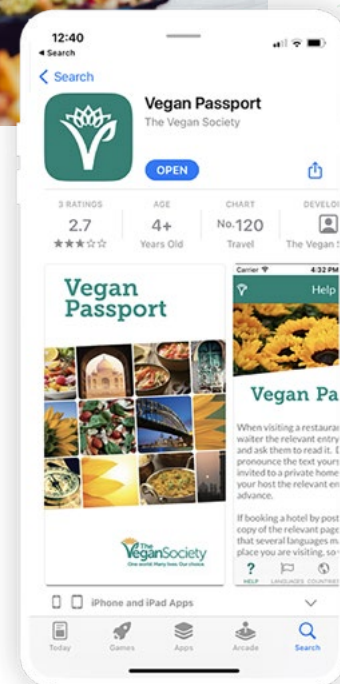 12:40
Search
Search
Vegan Passport
The Vegan Society
OPEN
3 RATINGS
2.7
AGE
4+
Years Old
CHART
No.120
Travel
DEVELO
The Vegan S
Vegan
Passport
The
VeganSociety
One world. Many lives. Our choice.
Carrier
4:32 PM
Help
Vegan Pa
When visiting a restaura
waiter the relevant entry
and ask them to read it. D
pronounce the text yours
invited to a private home
your host the relevant en
advance.
If booking a hotel by post
copy of the relevant page
that several languages m
place you are visiting, so
HELP
LANGUAGES
COUNTRIES
iPhone and iPad Apps
Today
Games
Apps
Arcade
Search